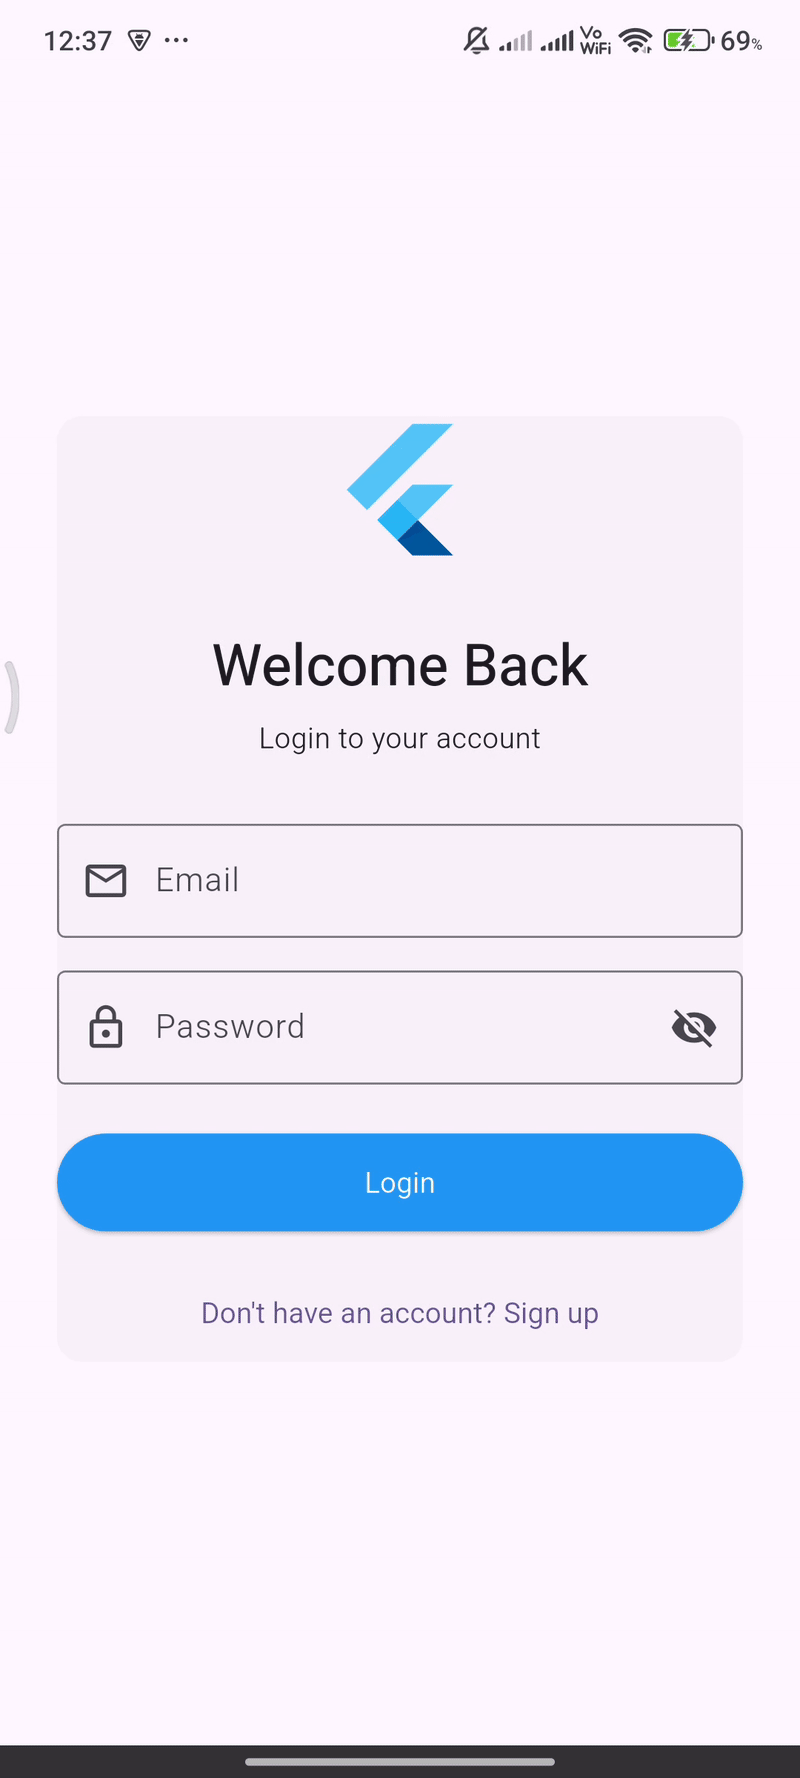 12:37 ... Vo WiFi 69%
Welcome Back
Login to your account
Email
Password
Login
Don't have an account? Sign up